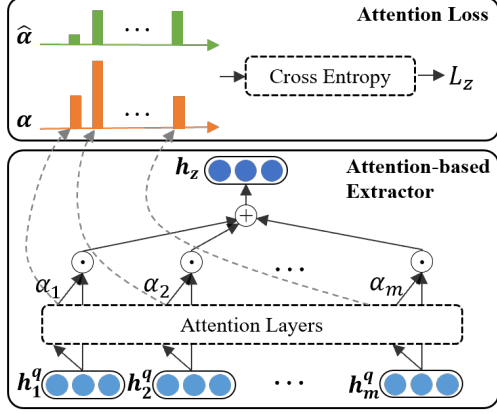 Attention Loss
α̂ ...
Cross Entropy L_z
α ...
h_z Attention-based
Extractor
+
α_1 α_2 ... α_m
Attention Layers
h_1^q h_2^q ... h_m^q